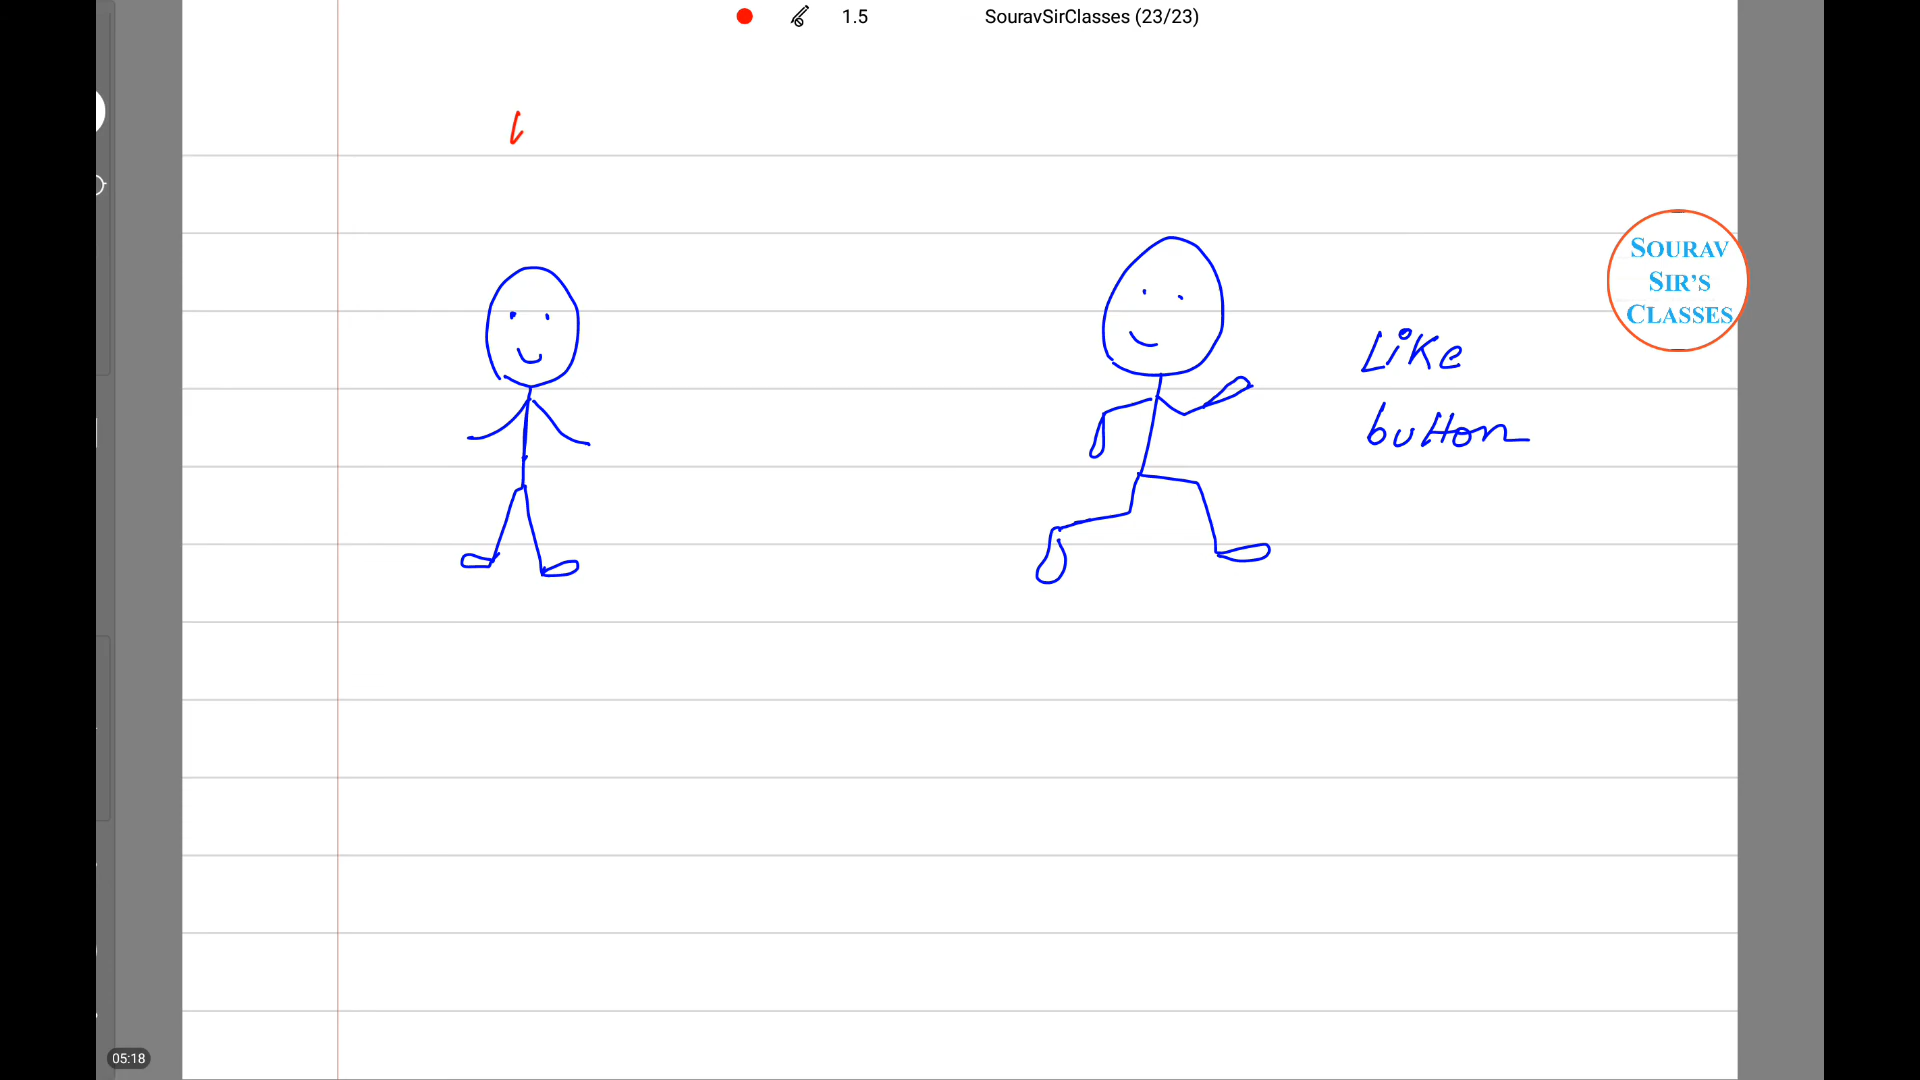 1.5 SouravSirClasses (23/23)
SOURAV
SIR'S
CLASSES
Like
button
05:18